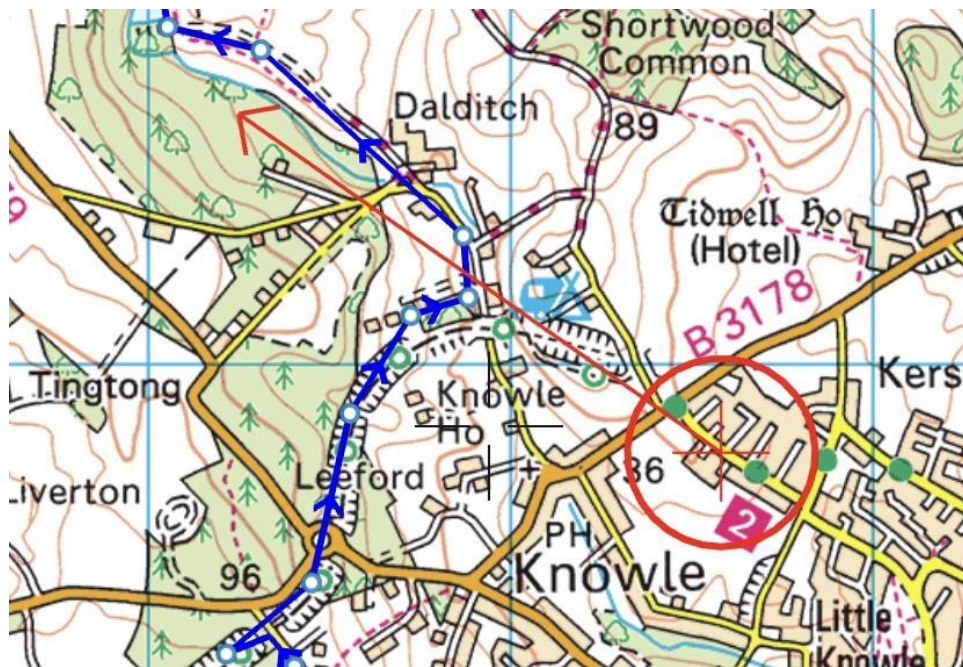 Shortwood
Common
Dalditch
89
9
Tidwell Ho
(Hotel)
B 3178
Tingtong
Knowle
Ho
Kers
Liverton
Leeford
36
2
PH
96
Knowle
Little
Knowle